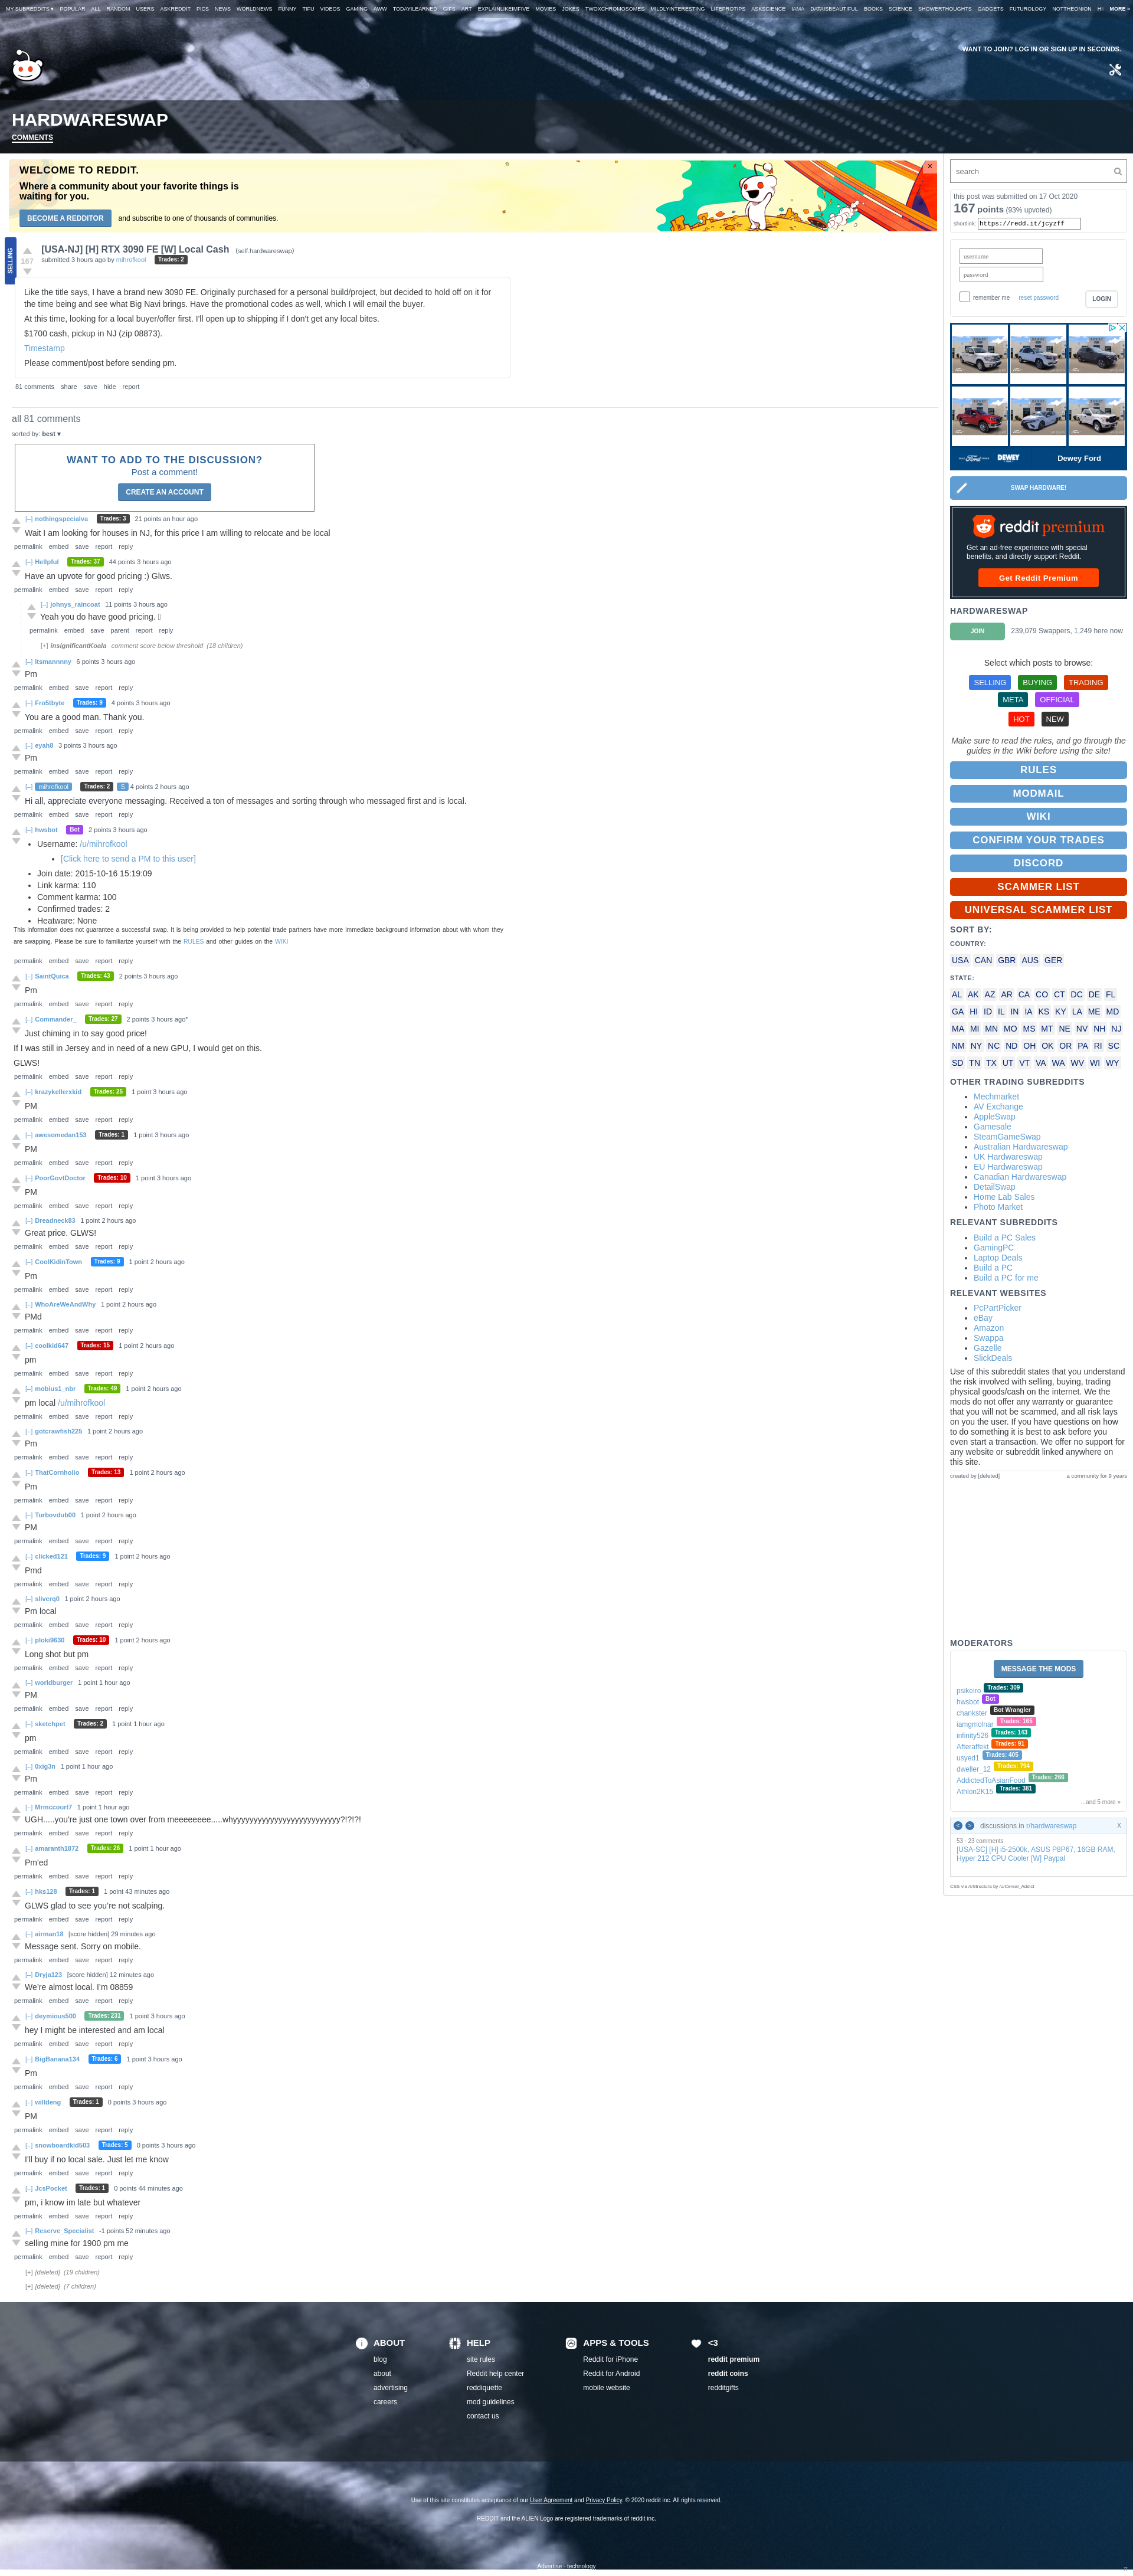 MY SUBREDDITS ▾ POPULAR ALL RANDOM USERS ASKREDDIT PICS NEWS WORLDNEWS FUNNY TIFU VIDEOS GAMING AWW TODAYILEARNED GIFS ART EXPLAINLIKEIMFIVE MOVIES JOKES TWOXCHROMOSOMES MILDLYINTERESTING LIFEPROTIPS ASKSCIENCE IAMA DATAISBEAUTIFUL BOOKS SCIENCE SHOWERTHOUGHTS GADGETS FUTUROLOGY NOTTHEONION HI MORE »
WANT TO JOIN? LOG IN OR SIGN UP IN SECONDS.
HARDWARESWAP
COMMENTS
WELCOME TO REDDIT.
Where a community about your favorite things is
waiting for you.
BECOME A REDDITOR and subscribe to one of thousands of communities.
SELLING
167
[USA-NJ] [H] RTX 3090 FE [W] Local Cash (self.hardwareswap)
submitted 3 hours ago by mihrofkool Trades: 2
Like the title says, I have a brand new 3090 FE. Originally purchased for a personal build/project, but decided to hold off on it for
the time being and see what Big Navi brings. Have the promotional codes as well, which I will email the buyer.
At this time, looking for a local buyer/offer first. I'll open up to shipping if I don't get any local bites.
$1700 cash, pickup in NJ (zip 08873).
Timestamp
Please comment/post before sending pm.
81 comments share save hide report
all 81 comments
sorted by: best ▾
WANT TO ADD TO THE DISCUSSION?
Post a comment!
CREATE AN ACCOUNT
[–] nothingspecialva Trades: 3 21 points an hour ago
Wait I am looking for houses in NJ, for this price I am willing to relocate and be local
permalink embed save report reply
[–] Hellpful Trades: 37 44 points 3 hours ago
Have an upvote for good pricing :) Glws.
permalink embed save report reply
[–] johnys_raincoat 11 points 3 hours ago
Yeah you do have good pricing.
permalink embed save parent report reply
[+] insignificantKoala comment score below threshold (18 children)
[–] itsmannnny 6 points 3 hours ago
Pm
permalink embed save report reply
[–] Fro5tbyte Trades: 9 4 points 3 hours ago
You are a good man. Thank you.
permalink embed save report reply
[–] eyah8 3 points 3 hours ago
Pm
permalink embed save report reply
[–] mihrofkool Trades: 2 S 4 points 2 hours ago
Hi all, appreciate everyone messaging. Received a ton of messages and sorting through who messaged first and is local.
permalink embed save report reply
[–] hwsbot Bot 2 points 3 hours ago
• Username: /u/mihrofkool
• [Click here to send a PM to this user]
• Join date: 2015-10-16 15:19:09
• Link karma: 110
• Comment karma: 100
• Confirmed trades: 2
• Heatware: None
This information does not guarantee a successful swap. It is being provided to help potential trade partners have more immediate background information about with whom they
are swapping. Please be sure to familiarize yourself with the RULES and other guides on the WIKI
permalink embed save report reply
[–] SaintQuica Trades: 43 2 points 3 hours ago
Pm
permalink embed save report reply
[–] Commander_ Trades: 27 2 points 3 hours ago*
Just chiming in to say good price!
If I was still in Jersey and in need of a new GPU, I would get on this.
GLWS!
permalink embed save report reply
[–] krazykellerxkid Trades: 25 1 point 3 hours ago
PM
permalink embed save report reply
[–] awesomedan153 Trades: 1 1 point 3 hours ago
PM
permalink embed save report reply
[–] PoorGovtDoctor Trades: 10 1 point 3 hours ago
PM
permalink embed save report reply
[–] Dreadneck83 1 point 2 hours ago
Great price. GLWS!
permalink embed save report reply
[–] CoolKidinTown Trades: 9 1 point 2 hours ago
Pm
permalink embed save report reply
[–] WhoAreWeAndWhy 1 point 2 hours ago
PMd
permalink embed save report reply
[–] coolkid647 Trades: 15 1 point 2 hours ago
pm
permalink embed save report reply
[–] mobius1_nbr Trades: 49 1 point 2 hours ago
pm local /u/mihrofkool
permalink embed save report reply
[–] gotcrawfish225 1 point 2 hours ago
Pm
permalink embed save report reply
[–] ThatCornholio Trades: 13 1 point 2 hours ago
Pm
permalink embed save report reply
[–] Turbovdub00 1 point 2 hours ago
PM
permalink embed save report reply
[–] clicked121 Trades: 9 1 point 2 hours ago
Pmd
permalink embed save report reply
[–] sliverq0 1 point 2 hours ago
Pm local
permalink embed save report reply
[–] ploki9630 Trades: 10 1 point 2 hours ago
Long shot but pm
permalink embed save report reply
[–] worldburger 1 point 1 hour ago
PM
permalink embed save report reply
[–] sketchpet Trades: 2 1 point 1 hour ago
pm
permalink embed save report reply
[–] 0xig3n 1 point 1 hour ago
Pm
permalink embed save report reply
[–] Mrmccourt7 1 point 1 hour ago
UGH.....you're just one town over from meeeeeeee.....whyyyyyyyyyyyyyyyyyyyyyyyyyy?!?!?!
permalink embed save report reply
[–] amaranth1872 Trades: 26 1 point 1 hour ago
Pm'ed
permalink embed save report reply
[–] hks128 Trades: 1 1 point 43 minutes ago
GLWS glad to see you're not scalping.
permalink embed save report reply
[–] airman18 [score hidden] 29 minutes ago
Message sent. Sorry on mobile.
permalink embed save report reply
[–] Dryja123 [score hidden] 12 minutes ago
We're almost local. I'm 08859
permalink embed save report reply
[–] deymious500 Trades: 231 1 point 3 hours ago
hey I might be interested and am local
permalink embed save report reply
[–] BigBanana134 Trades: 6 1 point 3 hours ago
Pm
permalink embed save report reply
[–] willdeng Trades: 1 0 points 3 hours ago
PM
permalink embed save report reply
[–] snowboardkid503 Trades: 5 0 points 3 hours ago
I'll buy if no local sale. Just let me know
permalink embed save report reply
[–] JcsPocket Trades: 1 0 points 44 minutes ago
pm, i know im late but whatever
permalink embed save report reply
[–] Reserve_Specialist -1 points 52 minutes ago
selling mine for 1900 pm me
permalink embed save report reply
[+] [deleted] (19 children)
[+] [deleted] (7 children)
search
this post was submitted on 17 Oct 2020
167 points (93% upvoted)
shortlink: https://redd.it/jcyzff
username
password
remember me reset password LOGIN
Ford DEWEY Dewey Ford
SWAP HARDWARE!
reddit premium
Get an ad-free experience with special
benefits, and directly support Reddit.
Get Reddit Premium
HARDWARESWAP
JOIN 239,079 Swappers, 1,249 here now
Select which posts to browse:
SELLING BUYING TRADING
META OFFICIAL
HOT NEW
Make sure to read the rules, and go through the
guides in the Wiki before using the site!
RULES
MODMAIL
WIKI
CONFIRM YOUR TRADES
DISCORD
SCAMMER LIST
UNIVERSAL SCAMMER LIST
SORT BY:
COUNTRY:
USA CAN GBR AUS GER
STATE:
AL AK AZ AR CA CO CT DC DE FL
GA HI ID IL IN IA KS KY LA ME MD
MA MI MN MO MS MT NE NV NH NJ
NM NY NC ND OH OK OR PA RI SC
SD TN TX UT VT VA WA WV WI WY
OTHER TRADING SUBREDDITS
• Mechmarket
• AV Exchange
• AppleSwap
• Gamesale
• SteamGameSwap
• Australian Hardwareswap
• UK Hardwareswap
• EU Hardwareswap
• Canadian Hardwareswap
• DetailSwap
• Home Lab Sales
• Photo Market
RELEVANT SUBREDDITS
• Build a PC Sales
• GamingPC
• Laptop Deals
• Build a PC
• Build a PC for me
RELEVANT WEBSITES
• PcPartPicker
• eBay
• Amazon
• Swappa
• Gazelle
• SlickDeals
Use of this subreddit states that you understand
the risk involved with selling, buying, trading
physical goods/cash on the internet. We the
mods do not offer any warranty or guarantee
that you will not be scammed, and all risk lays
on you the user. If you have questions on how
to do something it is best to ask before you
even start a transaction. We offer no support for
any website or subreddit linked anywhere on
this site.
created by [deleted] a community for 9 years
MODERATORS
MESSAGE THE MODS
psikeiro Trades: 309
hwsbot Bot
chankster Bot Wrangler
iamgmolnar Trades: 165
infinity526 Trades: 143
Afteraffekt Trades: 91
usyed1 Trades: 405
dweller_12 Trades: 794
AddictedToAsianFood Trades: 266
Athlon2K15 Trades: 381
...and 5 more »
< > discussions in r/hardwareswap X
53 · 23 comments
[USA-SC] [H] i5-2500k, ASUS P8P67, 16GB RAM,
Hyper 212 CPU Cooler [W] Paypal
CSS via /r/Structura by /u/Cereal_Addict
ABOUT
blog
about
advertising
careers
HELP
site rules
Reddit help center
reddiquette
mod guidelines
contact us
APPS & TOOLS
Reddit for iPhone
Reddit for Android
mobile website
<3
reddit premium
reddit coins
redditgifts
Use of this site constitutes acceptance of our User Agreement and Privacy Policy. © 2020 reddit inc. All rights reserved.
REDDIT and the ALIEN Logo are registered trademarks of reddit inc.
Advertise - technology